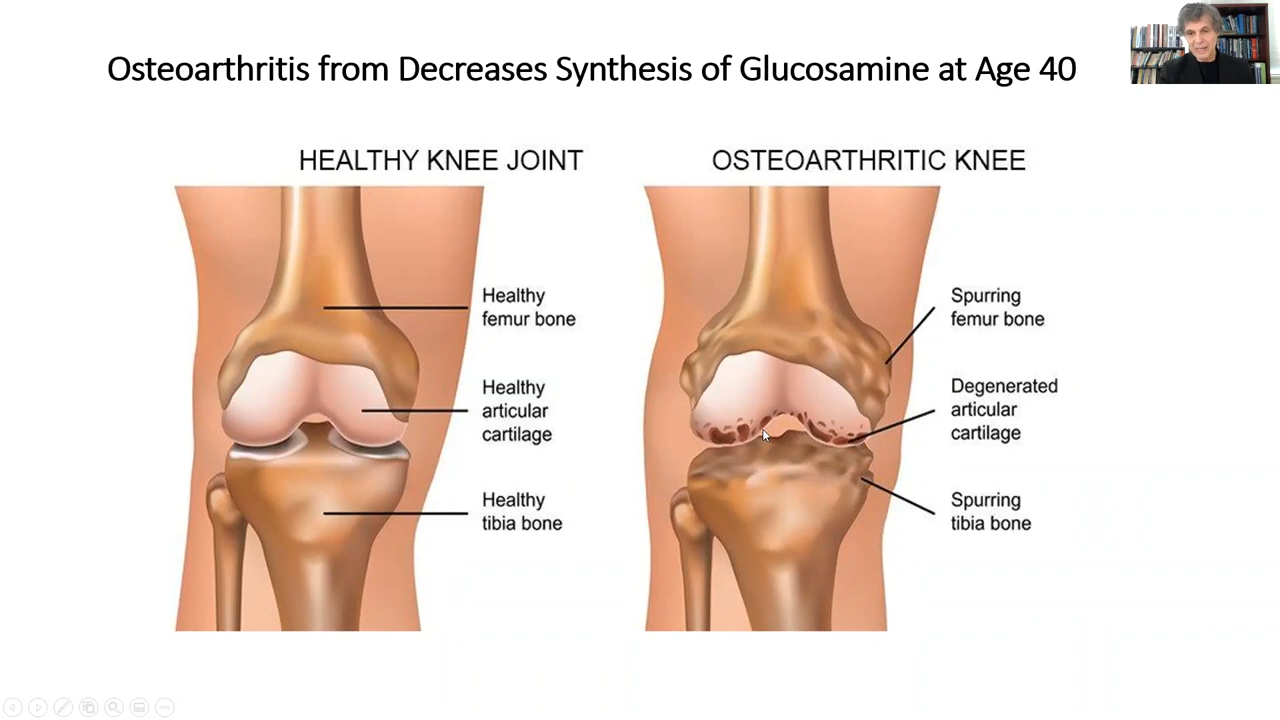 Osteoarthritis from Decreases Synthesis of Glucosamine at Age 40
HEALTHY KNEE JOINT
Healthy
femur bone
Healthy
articular
cartilage
Healthy
tibia bone
OSTEOARTHRITIC KNEE
Spurring
femur bone
Degenerated
articular
cartilage
Spurring
tibia bone